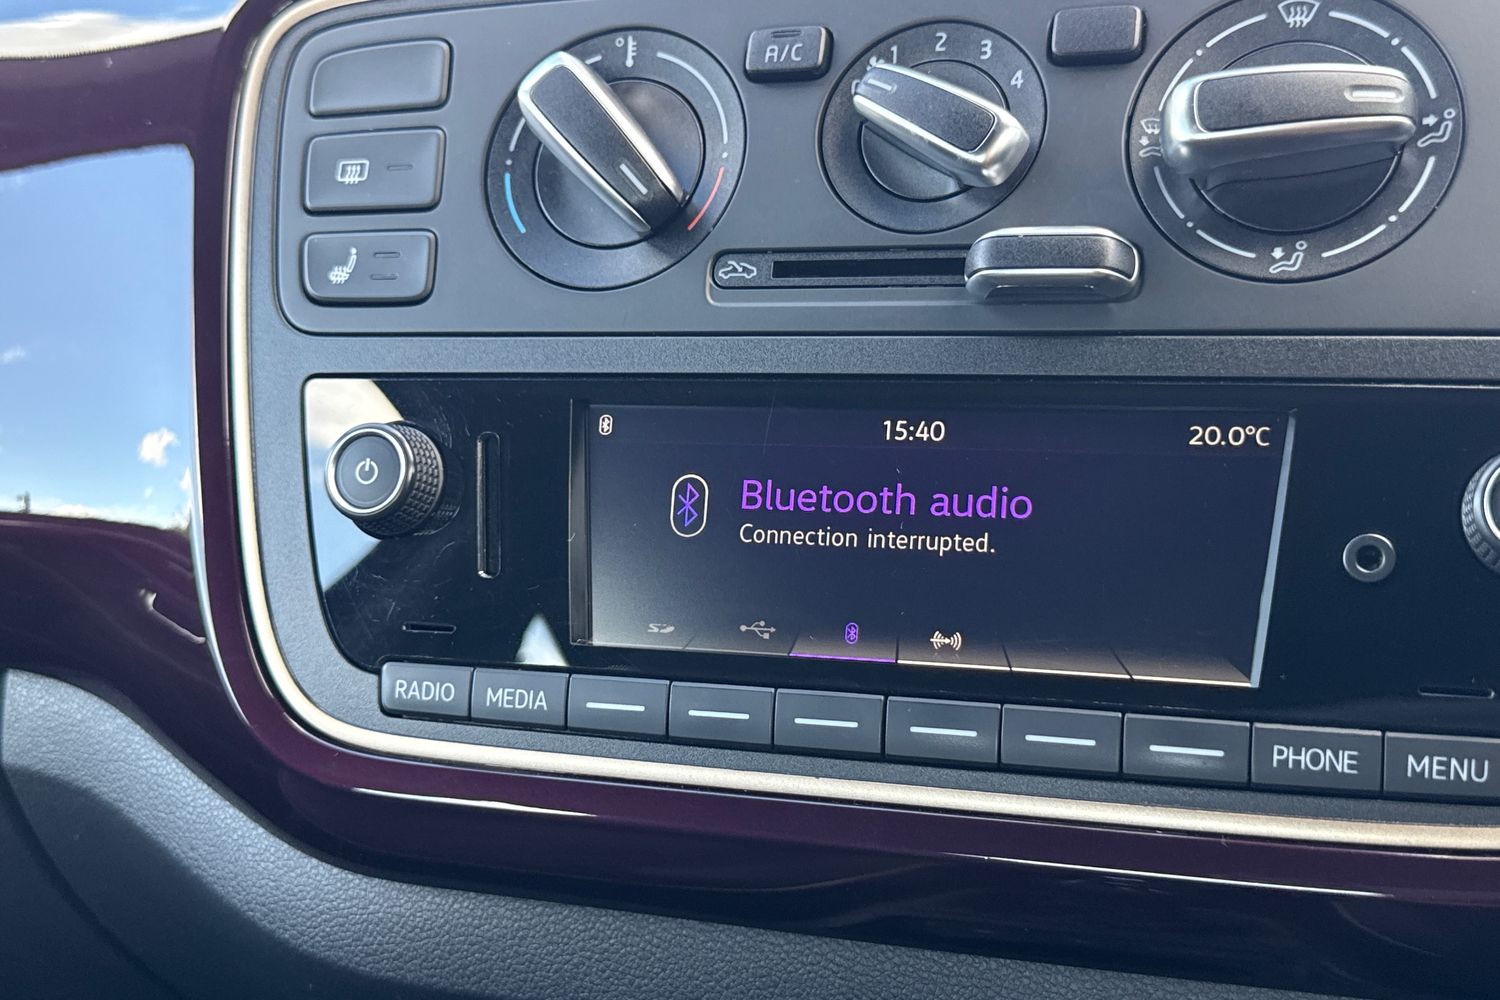 A/C
1 2 3 4
15:40 20.0°C
Bluetooth audio
Connection interrupted.
RADIO MEDIA PHONE MENU